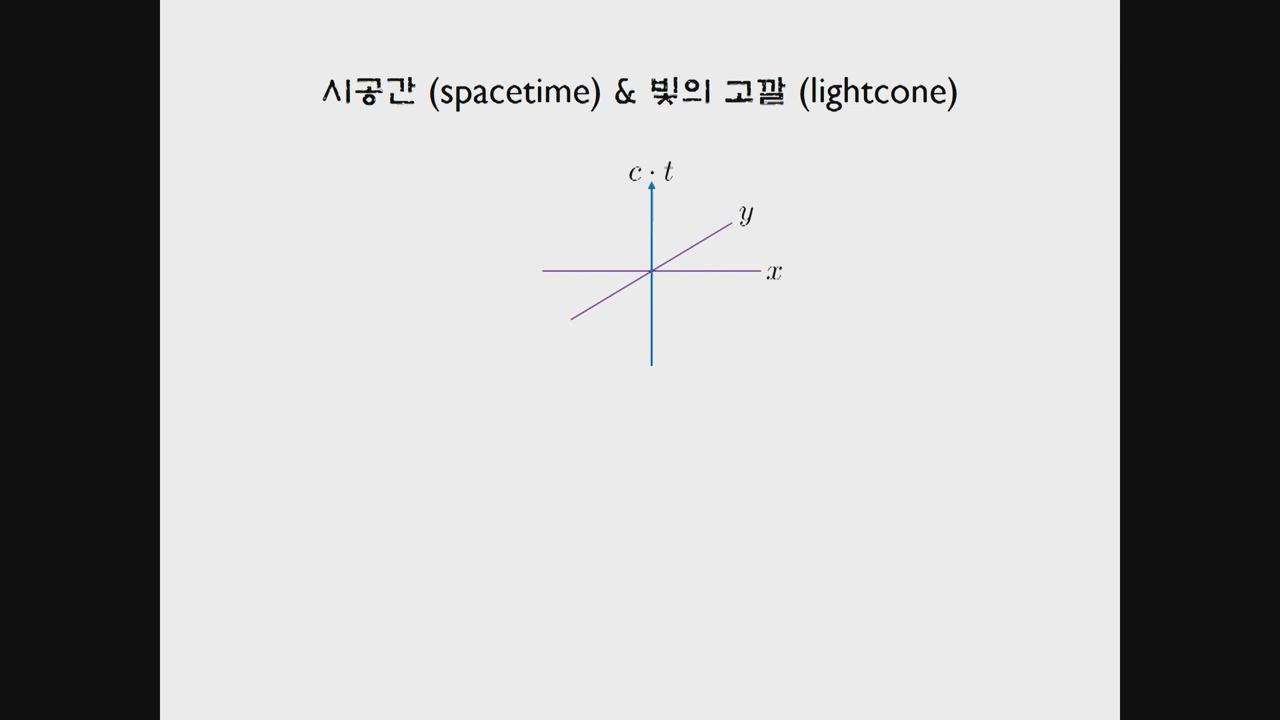 시공간 (spacetime) & 빛의 고깔 (lightcone)
c · t
y
x